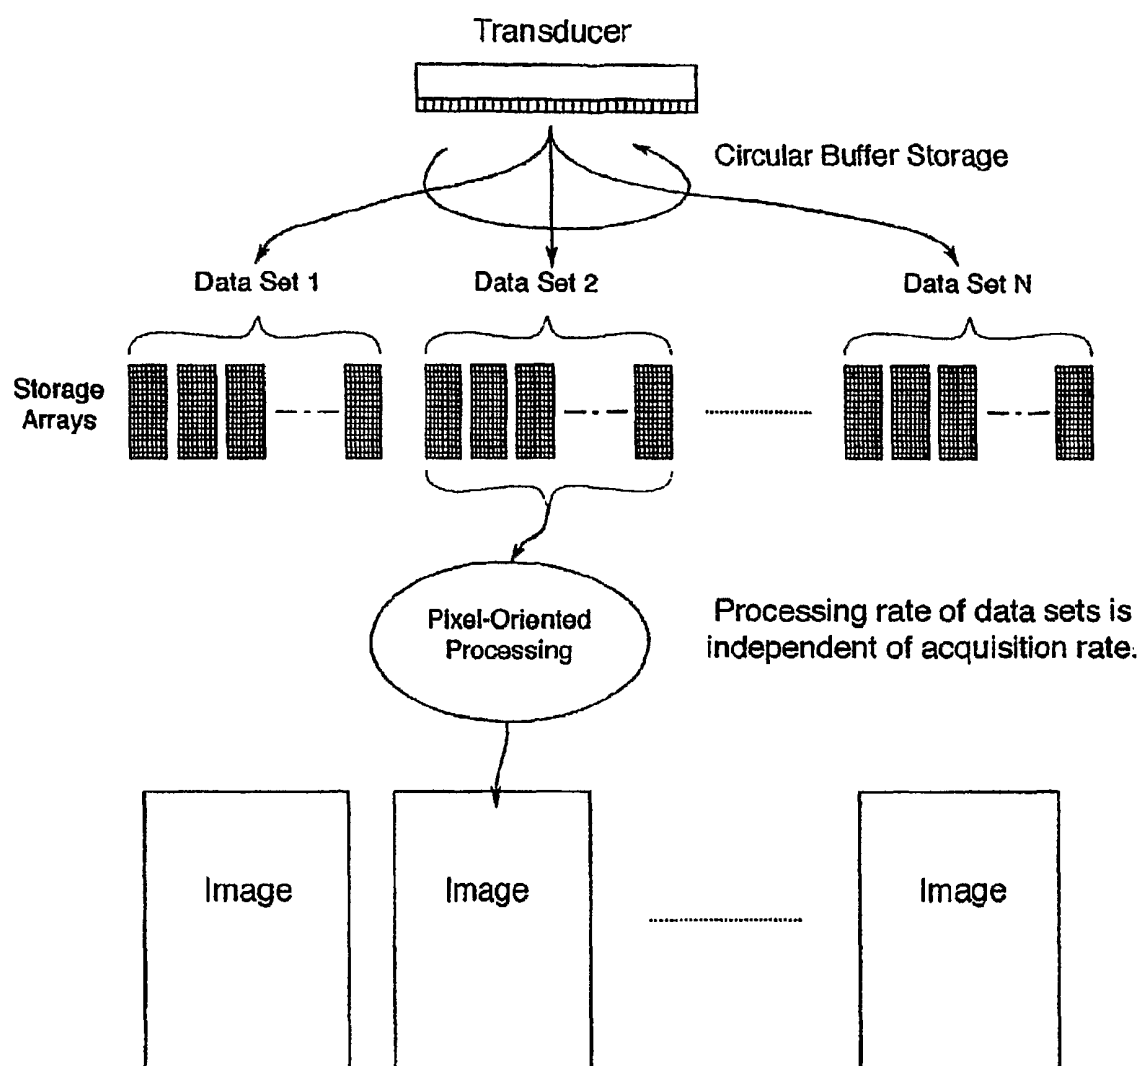 Transducer
Circular Buffer Storage
Data Set 1
Data Set 2
Data Set N
Storage
Arrays
Pixel-Oriented
Processing
Processing rate of data sets is
independent of acquisition rate.
Image
Image
Image